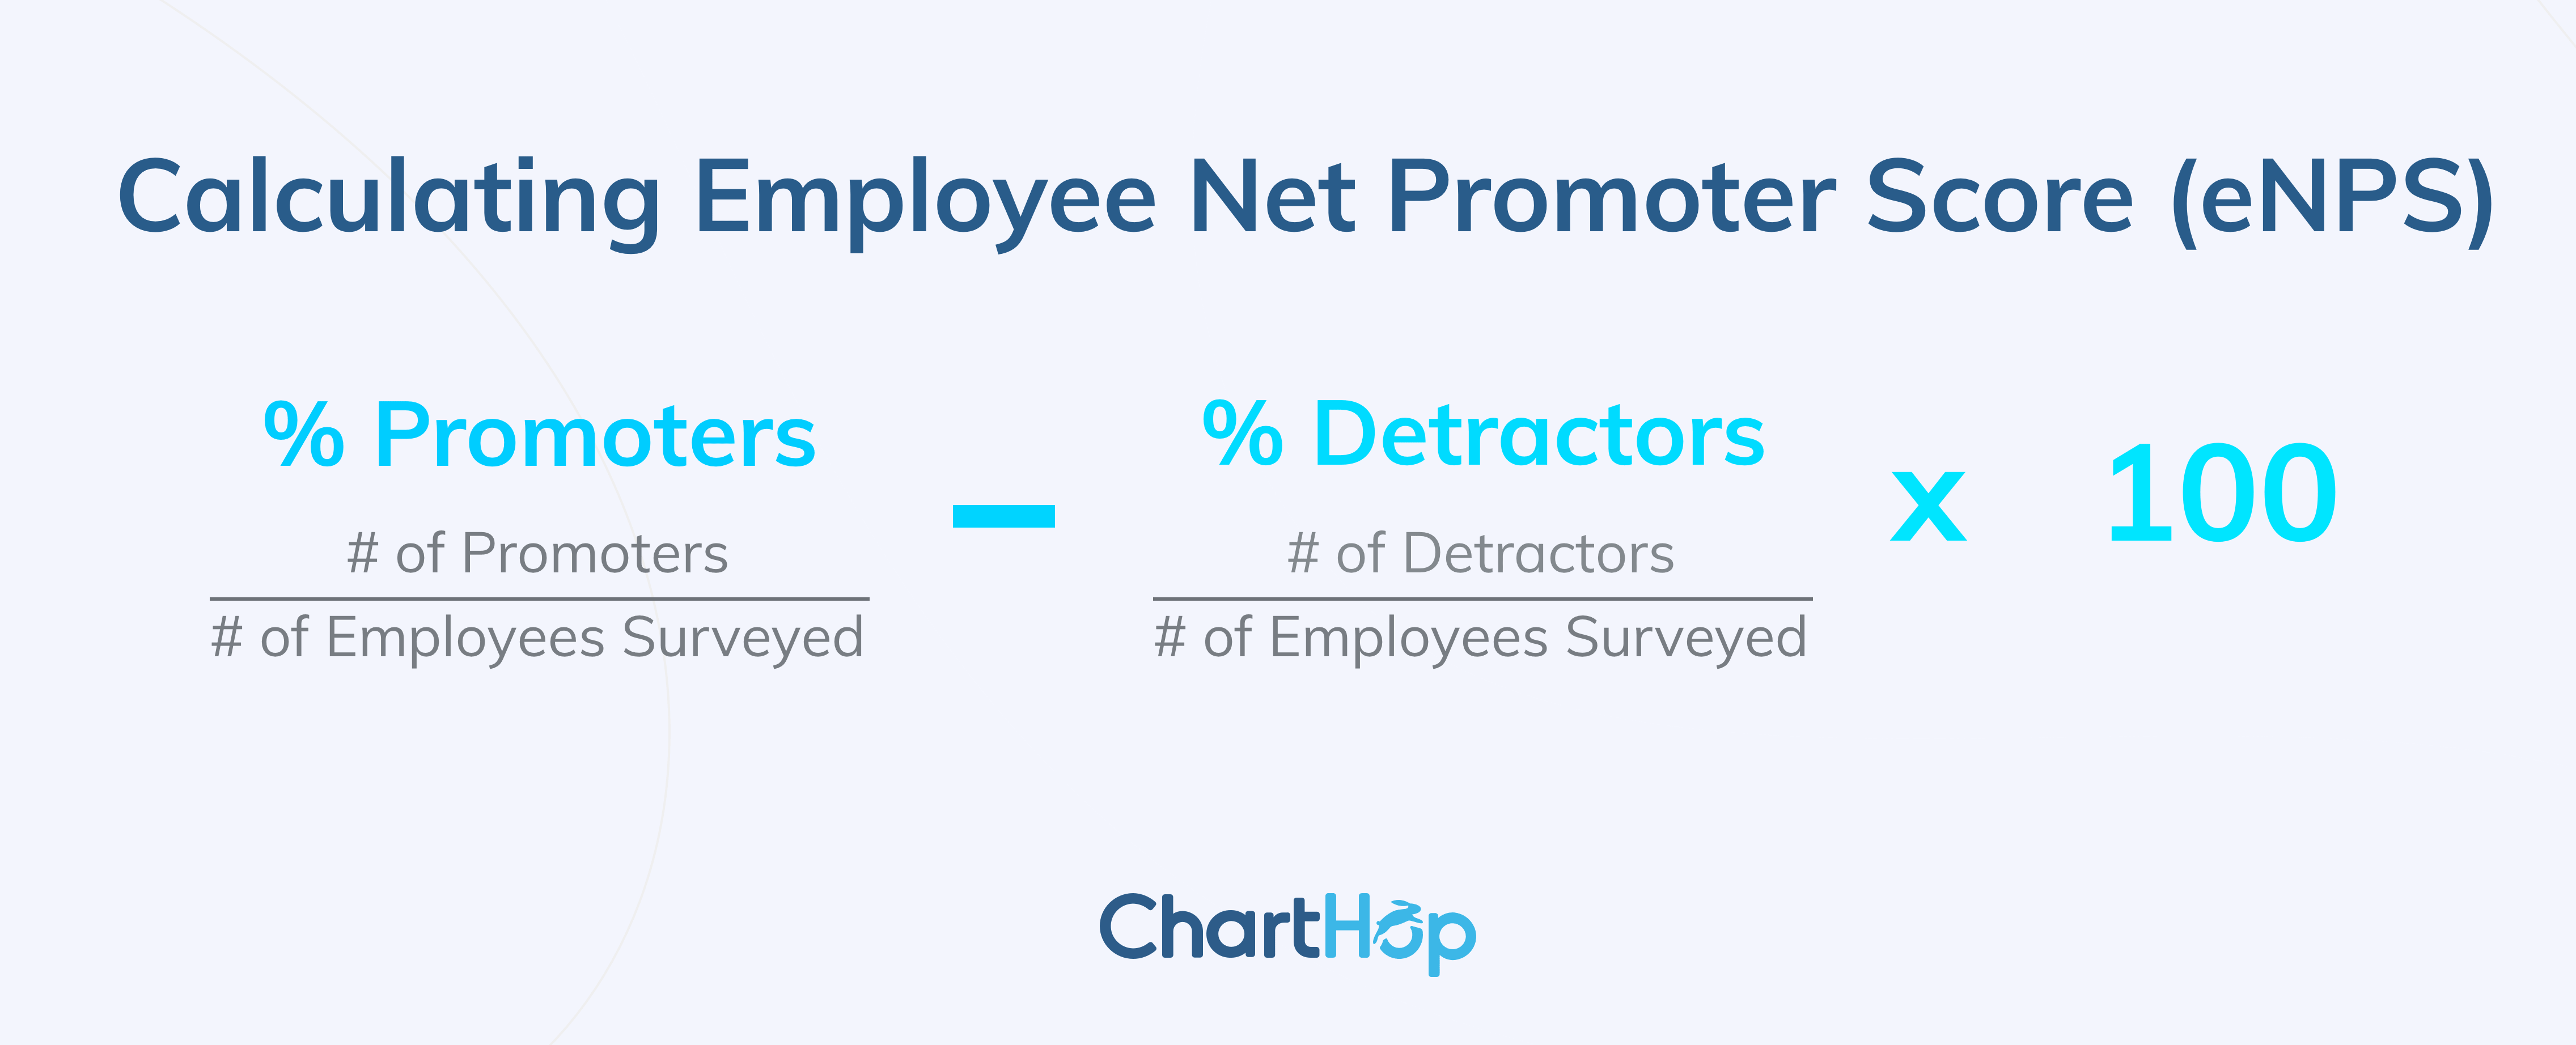 Calculating Employee Net Promoter Score (eNPS)
% Promoters
# of Promoters
# of Employees Surveyed
–
% Detractors
# of Detractors
# of Employees Surveyed
x 100
ChartHop